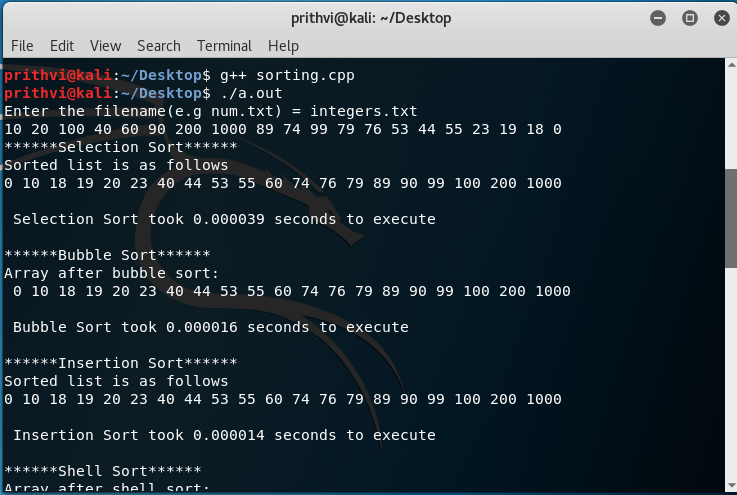 prithvi@kali: ~/Desktop
File Edit View Search Terminal Help
prithvi@kali:~/Desktop$ g++ sorting.cpp
prithvi@kali:~/Desktop$ ./a.out
Enter the filename(e.g num.txt) = integers.txt
10 20 100 40 60 90 200 1000 89 74 99 79 76 53 44 55 23 19 18 0
******Selection Sort******
Sorted list is as follows
0 10 18 19 20 23 40 44 53 55 60 74 76 79 89 90 99 100 200 1000
 Selection Sort took 0.000039 seconds to execute
******Bubble Sort******
Array after bubble sort:
 0 10 18 19 20 23 40 44 53 55 60 74 76 79 89 90 99 100 200 1000
 Bubble Sort took 0.000016 seconds to execute
******Insertion Sort******
Sorted list is as follows
0 10 18 19 20 23 40 44 53 55 60 74 76 79 89 90 99 100 200 1000
 Insertion Sort took 0.000014 seconds to execute
******Shell Sort******
Array after shell sort: